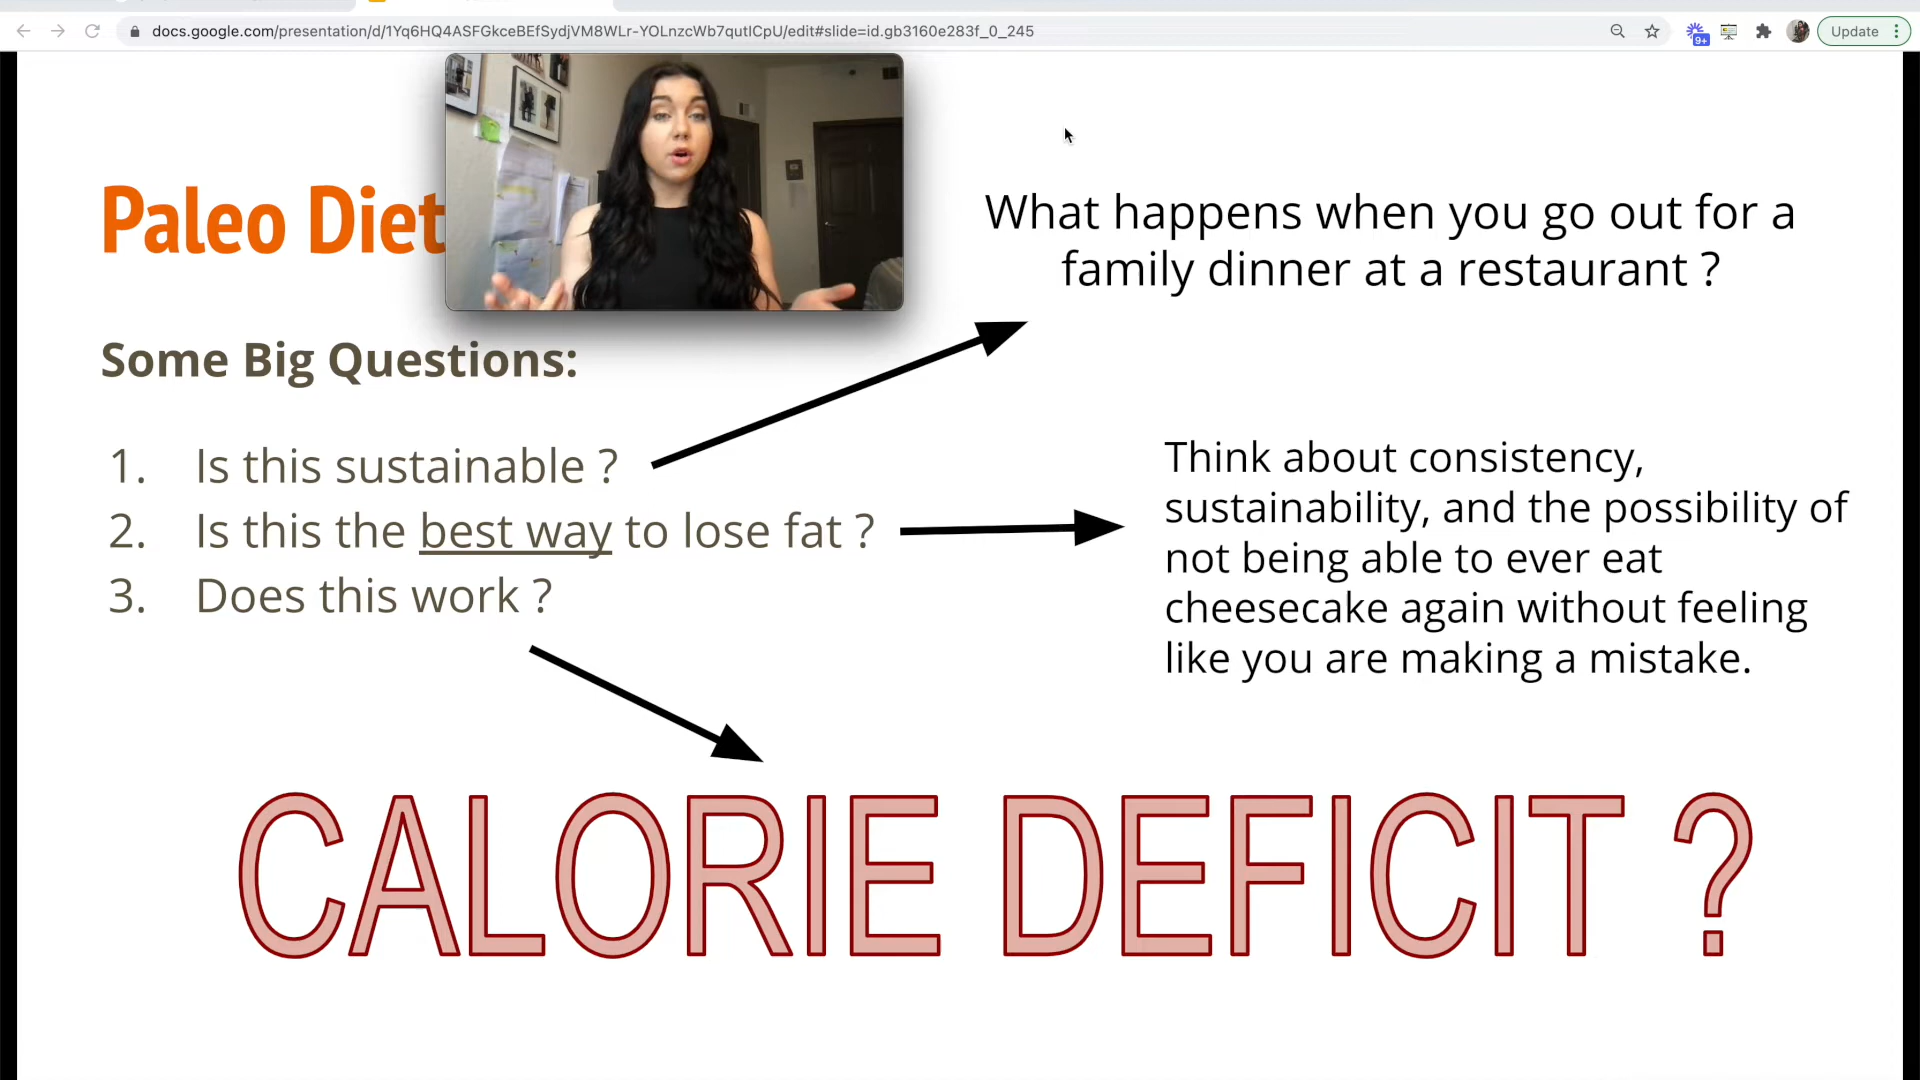 docs.google.com/presentation/d/1Yq6HQ4ASFGkceBEfSydjVM8WLr-YOLnzcWb7qutlCpU/edit#slide=id.gb3160e283f_0_245
9+
Update
Paleo Diet
What happens when you go out for a
family dinner at a restaurant ?
Some Big Questions:
1. Is this sustainable ?
2. Is this the best way to lose fat ?
3. Does this work ?
Think about consistency,
sustainability, and the possibility of
not being able to ever eat
cheesecake again without feeling
like you are making a mistake.
CALORIE DEFICIT ?